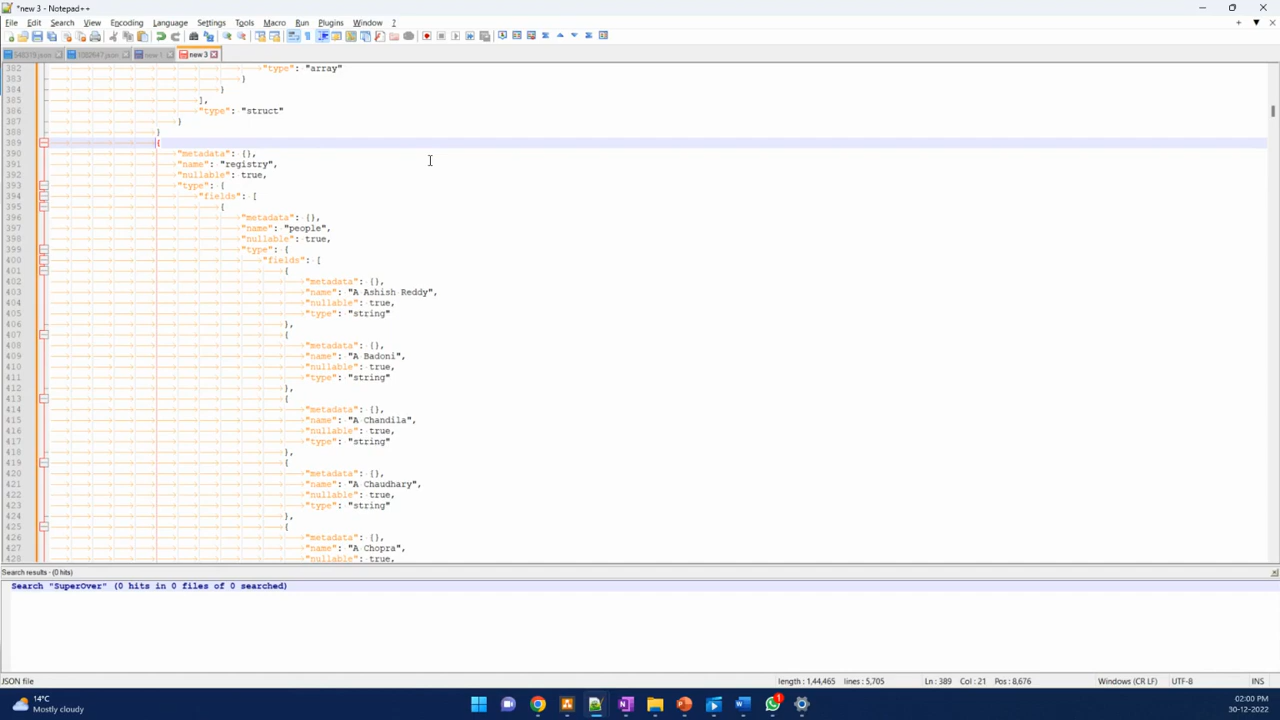 *new 3 - Notepad++
File Edit Search View Encoding Language Settings Tools Macro Run Plugins Window ?
548319.json 1082647.json new 1 new 3
382 "type": "array"
383 }
384 }
385 ],
386 "type": "struct"
387 }
388 }
389 {
390 "metadata": {},
391 "name": "registry",
392 "nullable": true,
393 "type": {
394 "fields": [
395 {
396 "metadata": {},
397 "name": "people",
398 "nullable": true,
399 "type": {
400 "fields": [
401 {
402 "metadata": {},
403 "name": "A Ashish Reddy",
404 "nullable": true,
405 "type": "string"
406 },
407 {
408 "metadata": {},
409 "name": "A Badoni",
410 "nullable": true,
411 "type": "string"
412 },
413 {
414 "metadata": {},
415 "name": "A Chandila",
416 "nullable": true,
417 "type": "string"
418 },
419 {
420 "metadata": {},
421 "name": "A Chaudhary",
422 "nullable": true,
423 "type": "string"
424 },
425 {
426 "metadata": {},
427 "name": "A Chopra",
428 "nullable": true,
Search results - (0 hits)
Search "SuperOver" (0 hits in 0 files of 0 searched)
JSON file length : 1,44,465 lines : 5,705 Ln : 389 Col : 21 Pos : 8,676 Windows (CR LF) UTF-8 INS
14°C
Mostly cloudy
1
02:00 PM
30-12-2022